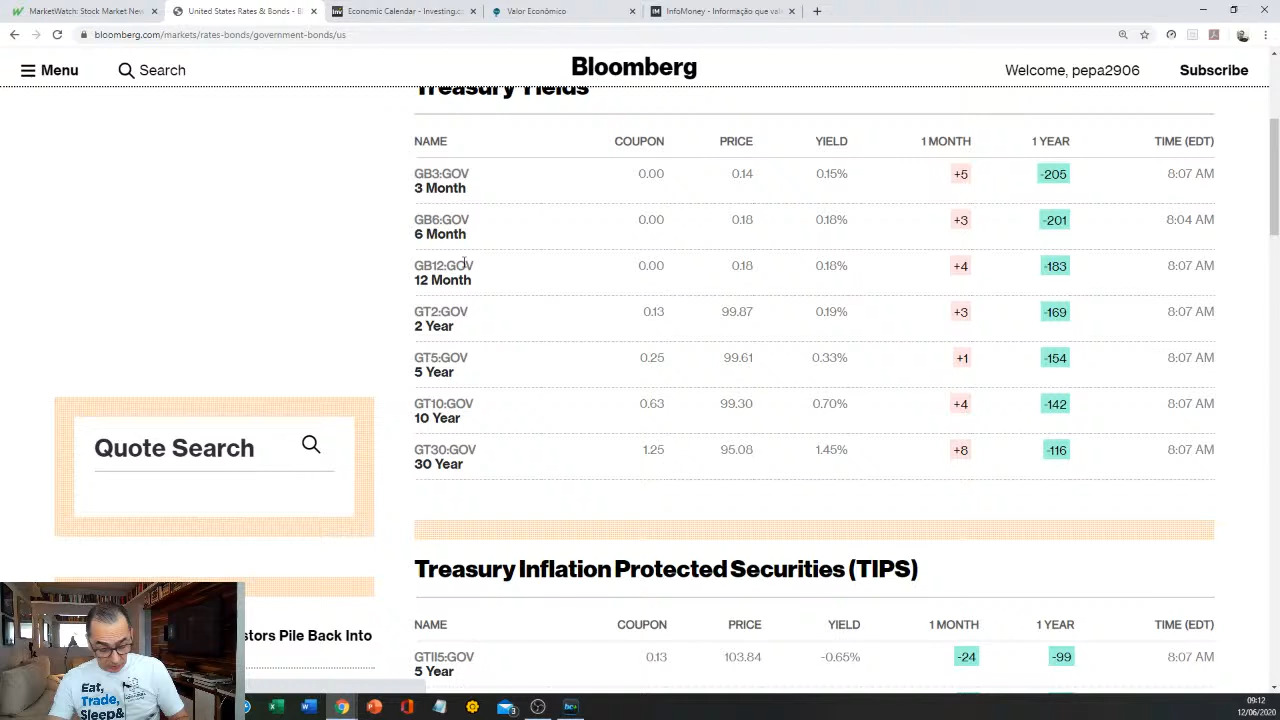 MarketWatch: Stock Market New
United States Rates & Bonds - Bl
Economic Calendar - Investing.cc
Valor Econômico
InfoMoney - Informação que vale
bloomberg.com/markets/rates-bonds/government-bonds/us
Menu
Search
Bloomberg
Welcome, pepa2906
Subscribe
Treasury Yields
NAME COUPON PRICE YIELD 1 MONTH 1 YEAR TIME (EDT)
GB3:GOV 0.00 0.14 0.15% +5 -205 8:07 AM
3 Month
GB6:GOV 0.00 0.18 0.18% +3 -201 8:04 AM
6 Month
GB12:GOV 0.00 0.18 0.18% +4 -183 8:07 AM
12 Month
GT2:GOV 0.13 99.87 0.19% +3 -169 8:07 AM
2 Year
GT5:GOV 0.25 99.61 0.33% +1 -154 8:07 AM
5 Year
GT10:GOV 0.63 99.30 0.70% +4 -142 8:07 AM
10 Year
GT30:GOV 1.25 95.08 1.45% +8 -116 8:07 AM
30 Year
Quote Search
Treasury Inflation Protected Securities (TIPS)
NAME COUPON PRICE YIELD 1 MONTH 1 YEAR TIME (EDT)
GTII5:GOV 0.13 103.84 -0.65% -24 -99 8:07 AM
5 Year
stors Pile Back Into
Eat,
Trade,
Sleep&
3
09:12
12/06/2020